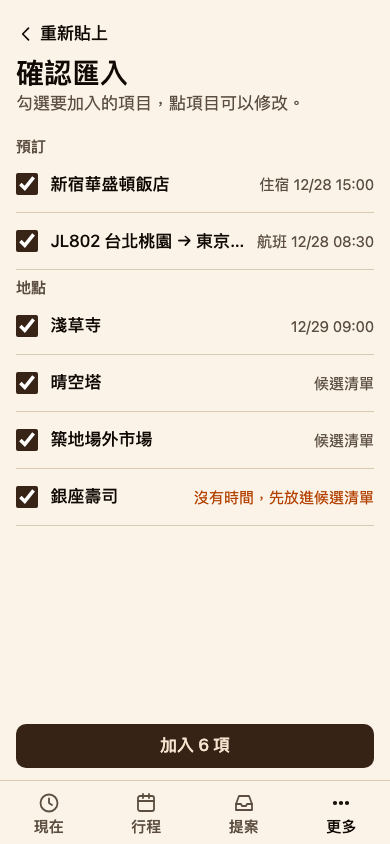 重新貼上
確認匯入
勾選要加入的項目，點項目可以修改。
預訂
新宿華盛頓飯店 住宿 12/28 15:00
JL802 台北桃園 → 東京... 航班 12/28 08:30
地點
淺草寺 12/29 09:00
晴空塔 候選清單
築地場外市場 候選清單
銀座壽司 沒有時間，先放進候選清單
加入 6 項
現在 行程 提案 更多